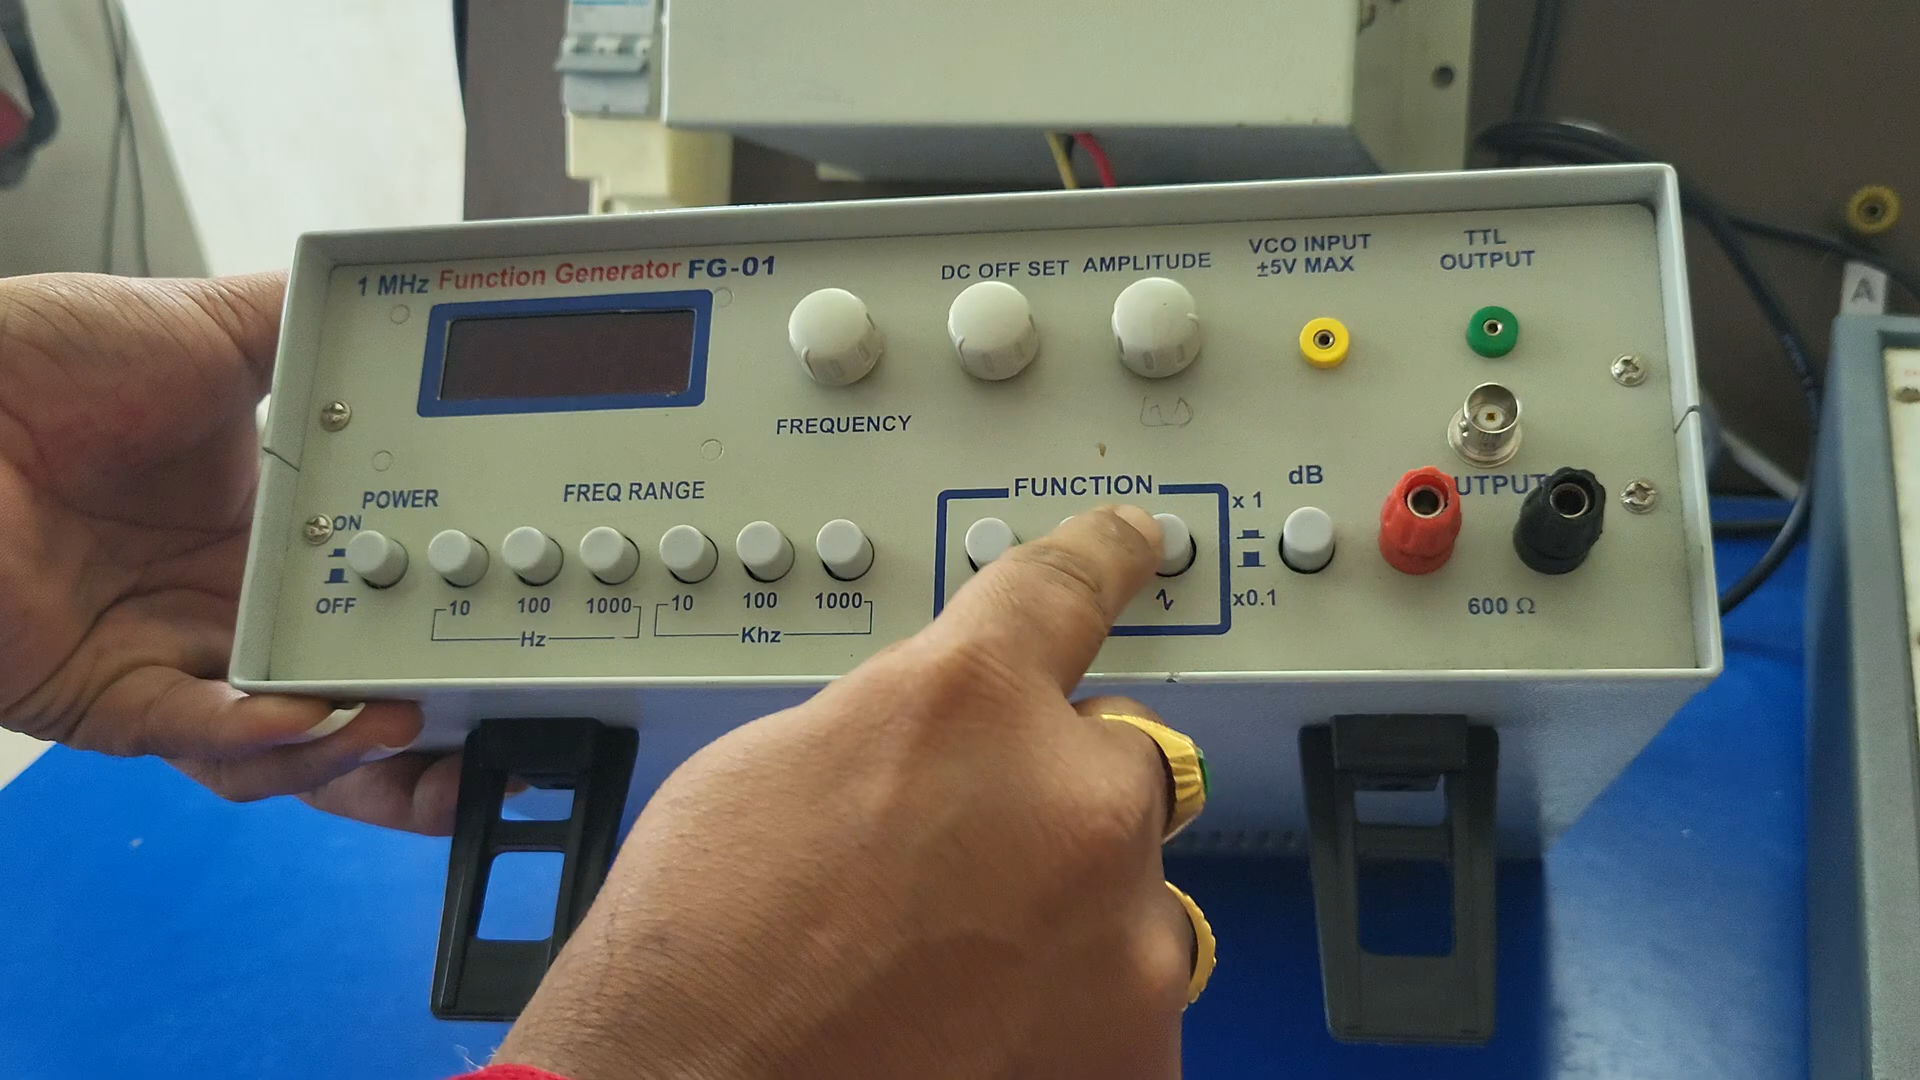 1 MHz Function Generator FG-01
DC OFF SET
AMPLITUDE
VCO INPUT
±5V MAX
TTL
OUTPUT
FREQUENCY
POWER
ON
OFF
FREQ RANGE
10 100 1000
Hz
10 100 1000
Khz
FUNCTION
x 1
x0.1
dB
UTPUT
600 Ω
A